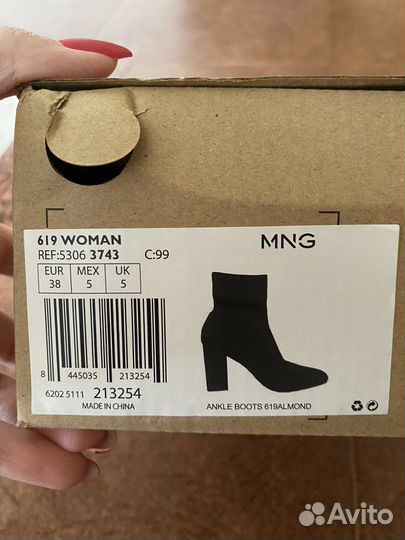 619 WOMAN
MNG
REF:5306 3743 C:99
EUR MEX UK
38 5 5
8 445035 213254
6202 5111 213254
MADE IN CHINA
ANKLE BOOTS 619ALMOND
Avito